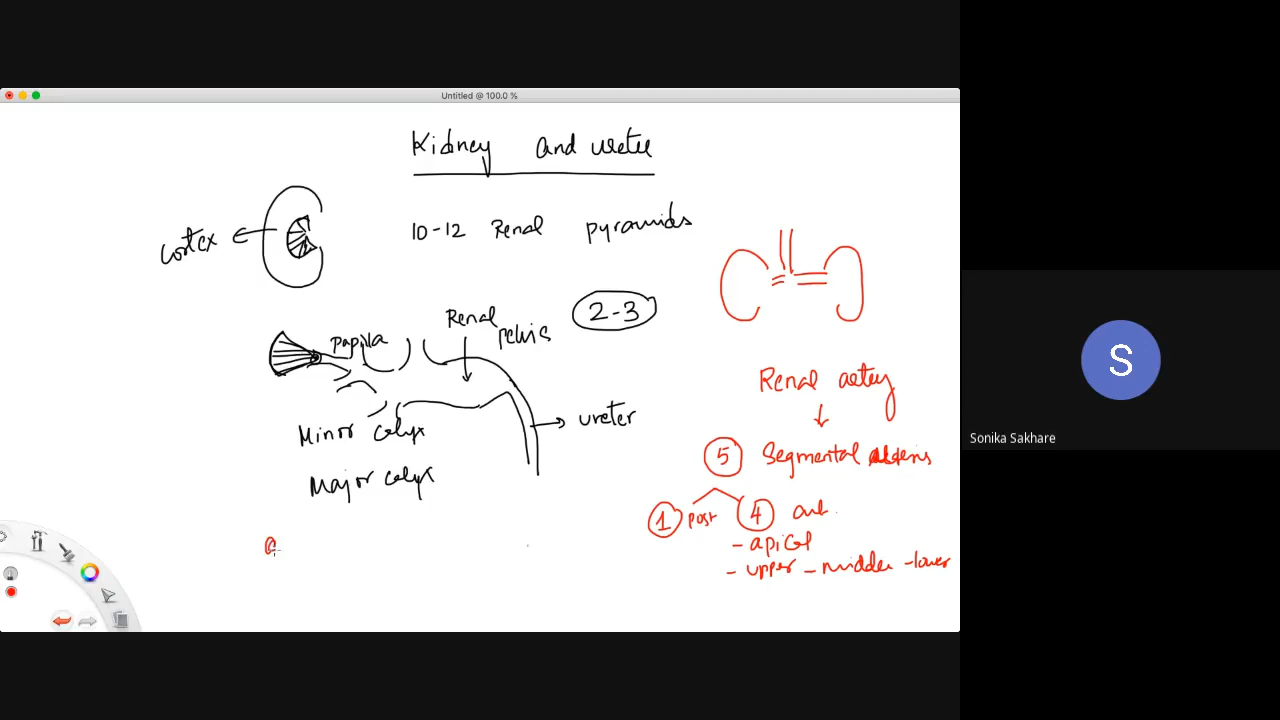 Untitled @ 100.0 %
Kidney and ureter
cortex
10-12 Renal pyramids
2-3
Renal pelvis
papilla
ureter
Minor calyx
Major calyx
Renal artery
5 Segmental
1 post 4 ant.
- apical
- upper - middle - lower
S
Sonika Sakhare